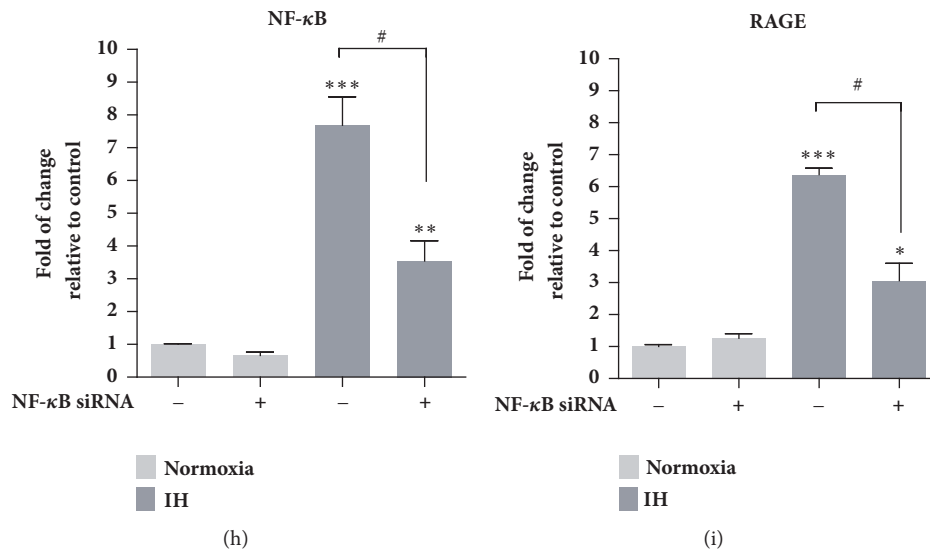 NF-κB
#
10
9
8
7
6
5
4
3
2
1
0
Fold of change
relative to control
***
**
NF-κB siRNA – + – +
Normoxia
IH
(h)
RAGE
#
10
9
8
7
6
5
4
3
2
1
0
Fold of change
relative to control
***
*
NF-κB siRNA – + – +
Normoxia
IH
(i)